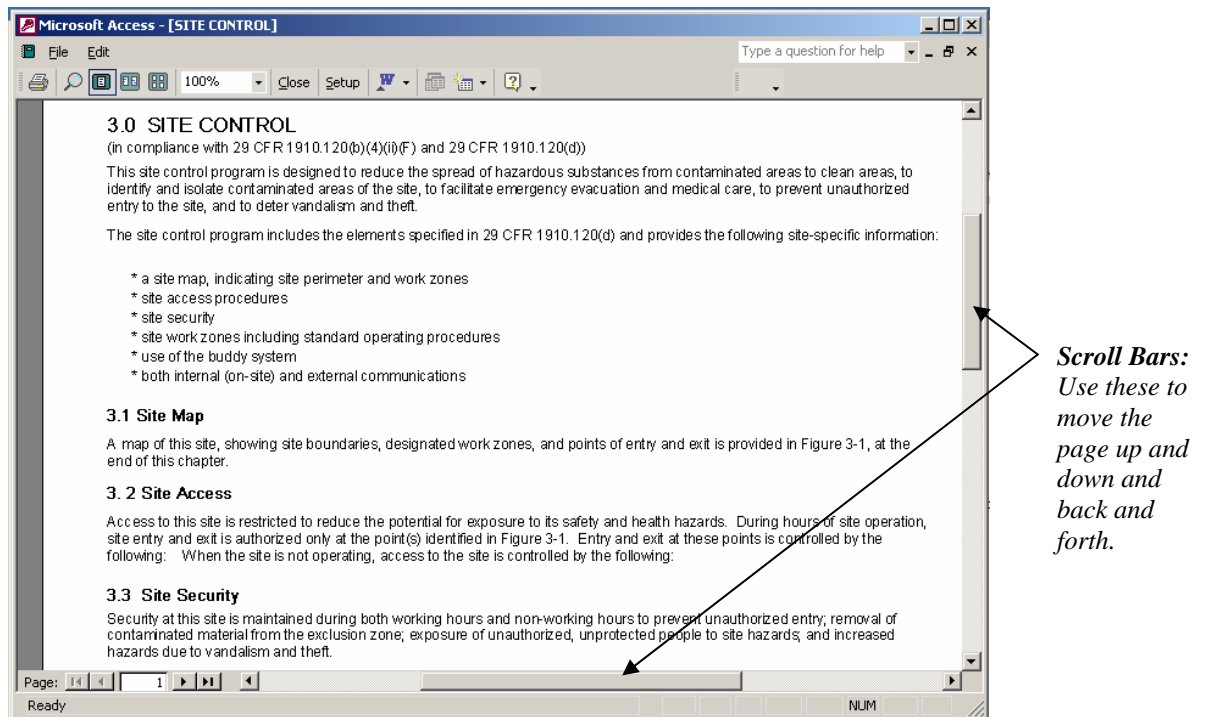 Microsoft Access - [SITE CONTROL]
File Edit
Type a question for help
100% Close Setup
3.0 SITE CONTROL
(in compliance with 29 CFR 1910.120(b)(4)(ii)(F) and 29 CFR 1910.120(d))
This site control program is designed to reduce the spread of hazardous substances from contaminated areas to clean areas, to
identify and isolate contaminated areas of the site, to facilitate emergency evacuation and medical care, to prevent unauthorized
entry to the site, and to deter vandalism and theft.
The site control program includes the elements specified in 29 CFR 1910.120(d) and provides the following site-specific information:
* a site map, indicating site perimeter and work zones
* site access procedures
* site security
* site work zones including standard operating procedures
* use of the buddy system
* both internal (on-site) and external communications
3.1 Site Map
A map of this site, showing site boundaries, designated work zones, and points of entry and exit is provided in Figure 3-1, at the
end of this chapter.
3. 2 Site Access
Access to this site is restricted to reduce the potential for exposure to its safety and health hazards. During hours of site operation,
site entry and exit is authorized only at the point(s) identified in Figure 3-1. Entry and exit at these points is controlled by the
following: When the site is not operating, access to the site is controlled by the following:
3.3 Site Security
Security at this site is maintained during both working hours and non-working hours to prevent unauthorized entry; removal of
contaminated material from the exclusion zone; exposure of unauthorized, unprotected people to site hazards; and increased
hazards due to vandalism and theft.
Page: 1
Ready NUM
Scroll Bars:
Use these to
move the
page up and
down and
back and
forth.